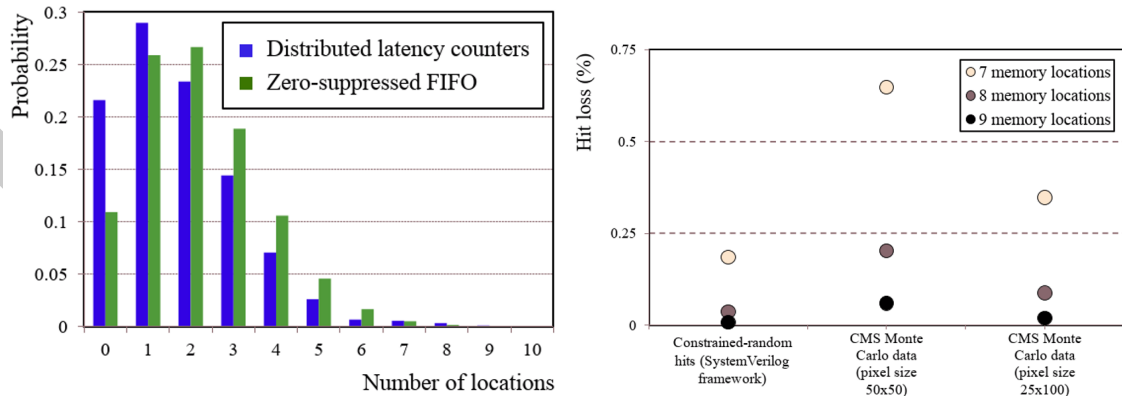 Probability
0.3
0.25
0.2
0.15
0.1
0.05
0
Distributed latency counters
Zero-suppressed FIFO
0 1 2 3 4 5 6 7 8 9 10
Number of locations
Hit loss (%)
0.75
0.5
0.25
0
7 memory locations
8 memory locations
9 memory locations
Constrained-random
hits (SystemVerilog
framework)
CMS Monte
Carlo data
(pixel size
50x50)
CMS Monte
Carlo data
(pixel size
25x100)